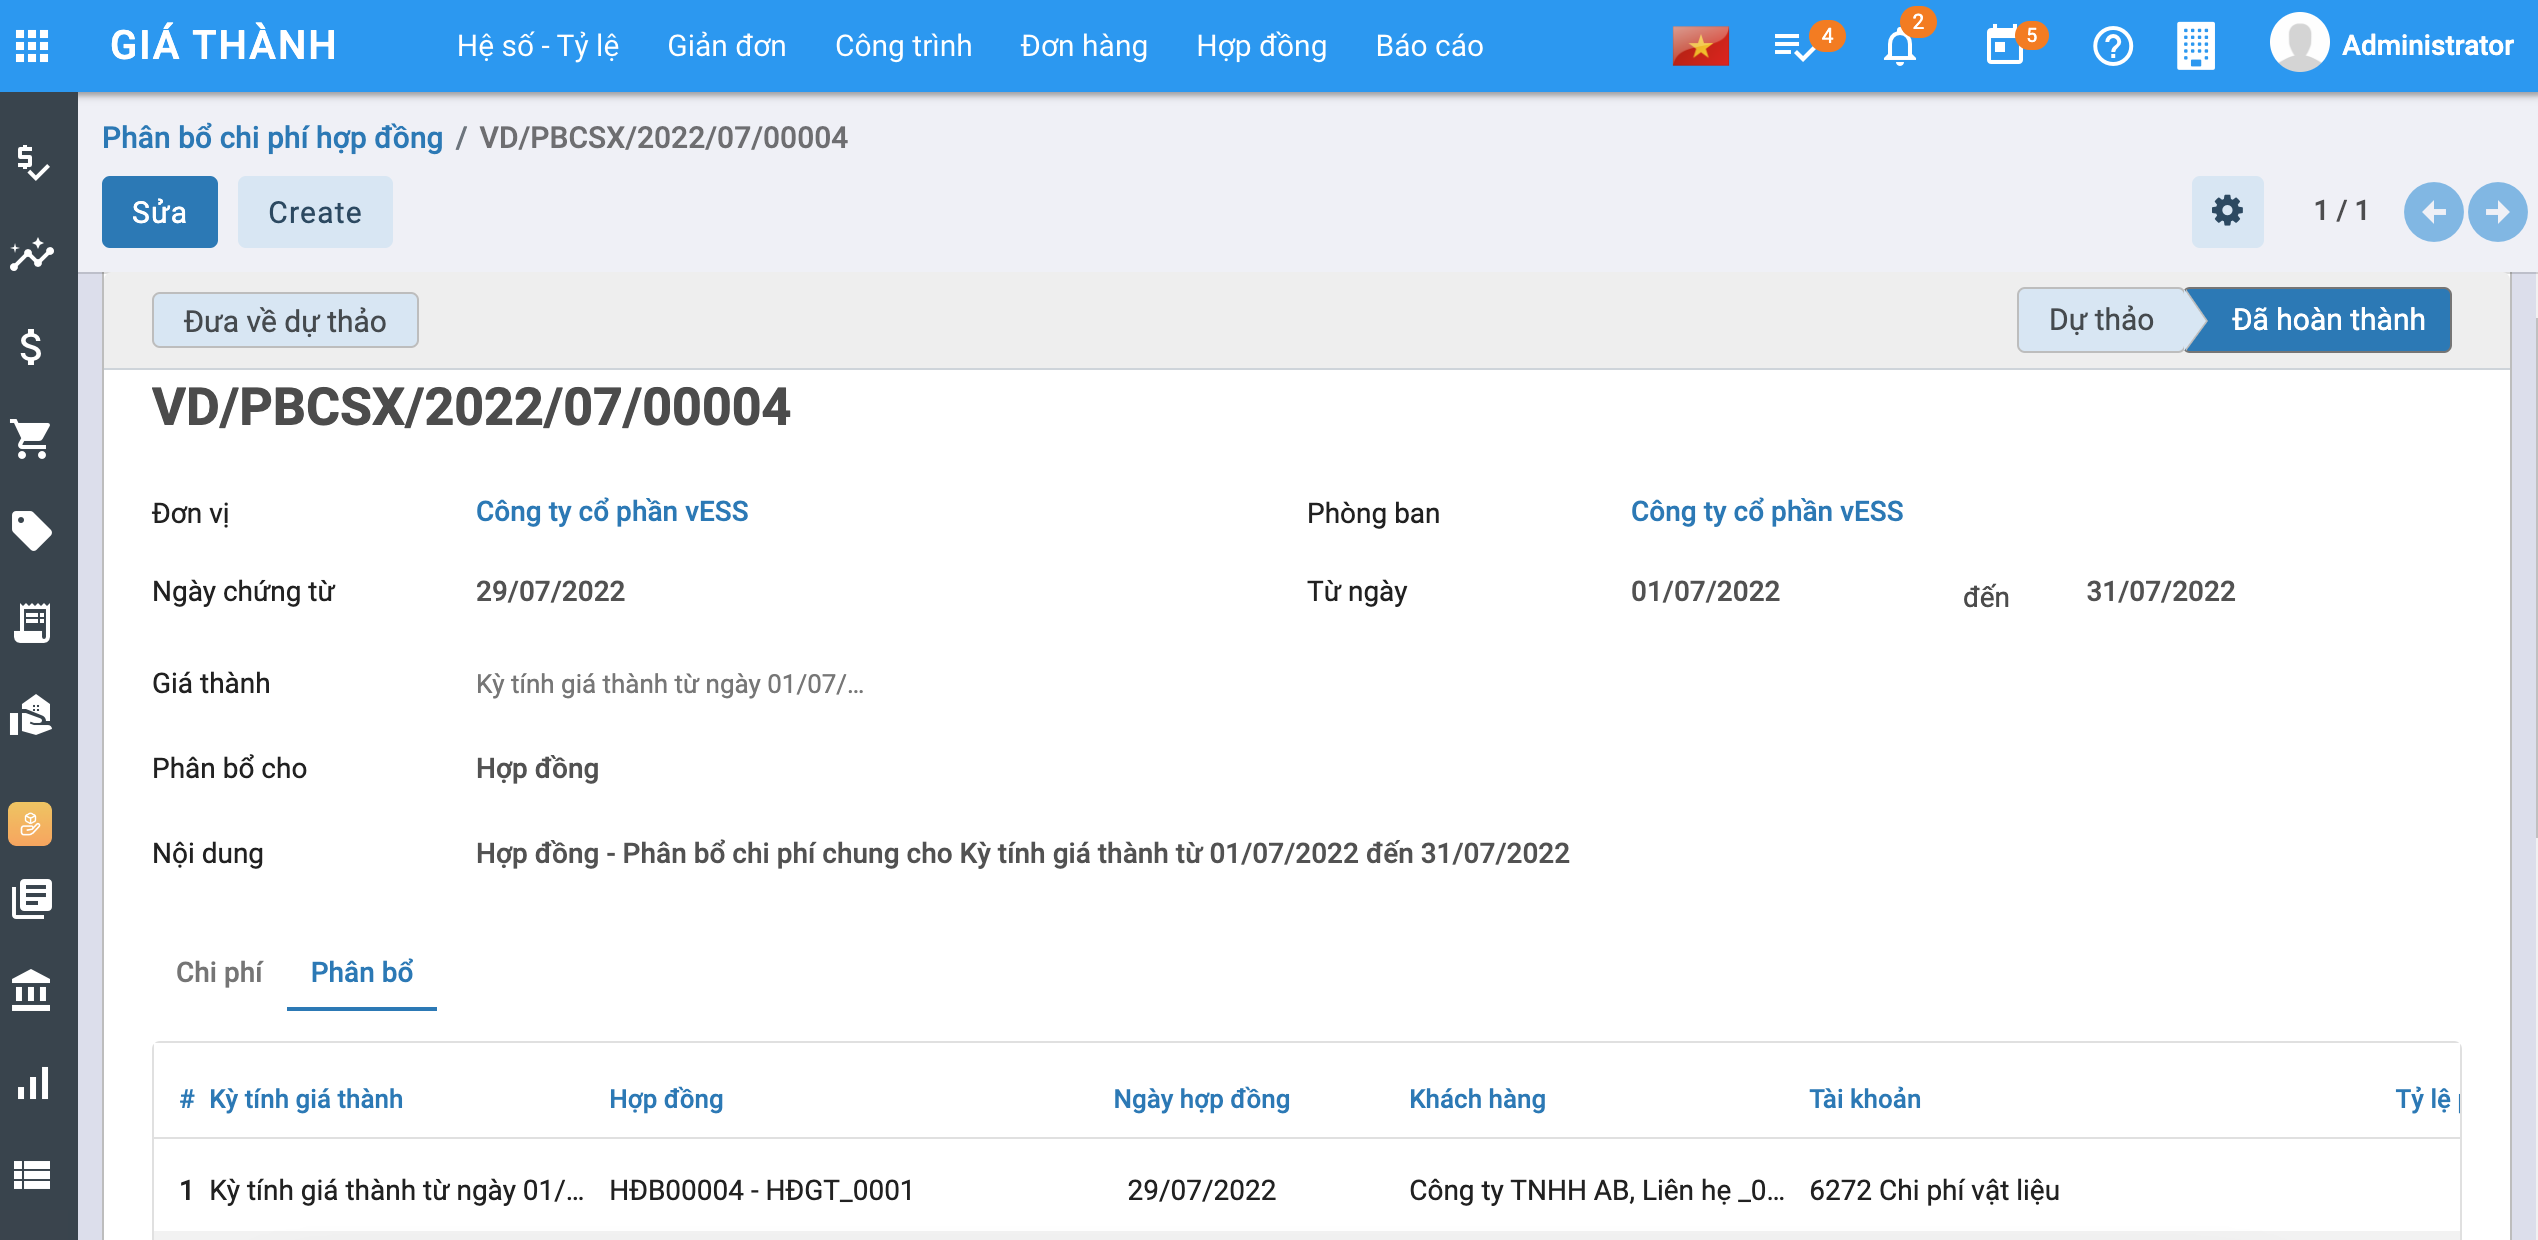 GIÁ THÀNH Hệ số - Tỷ lệ Giản đơn Công trình Đơn hàng Hợp đồng Báo cáo 4 2 5 Administrator
Phân bổ chi phí hợp đồng / VD/PBCSX/2022/07/00004
Sửa Create 1 / 1
Đưa về dự thảo Dự thảo Đã hoàn thành
VD/PBCSX/2022/07/00004
Đơn vị Công ty cổ phần vESS Phòng ban Công ty cổ phần vESS
Ngày chứng từ 29/07/2022 Từ ngày 01/07/2022 đến 31/07/2022
Giá thành Kỳ tính giá thành từ ngày 01/07/...
Phân bổ cho Hợp đồng
Nội dung Hợp đồng - Phân bổ chi phí chung cho Kỳ tính giá thành từ 01/07/2022 đến 31/07/2022
Chi phí Phân bổ
# Kỳ tính giá thành Hợp đồng Ngày hợp đồng Khách hàng Tài khoản Tỷ lệ
1 Kỳ tính giá thành từ ngày 01/... HĐB00004 - HĐGT_0001 29/07/2022 Công ty TNHH AB, Liên hẹ _0... 6272 Chi phí vật liệu